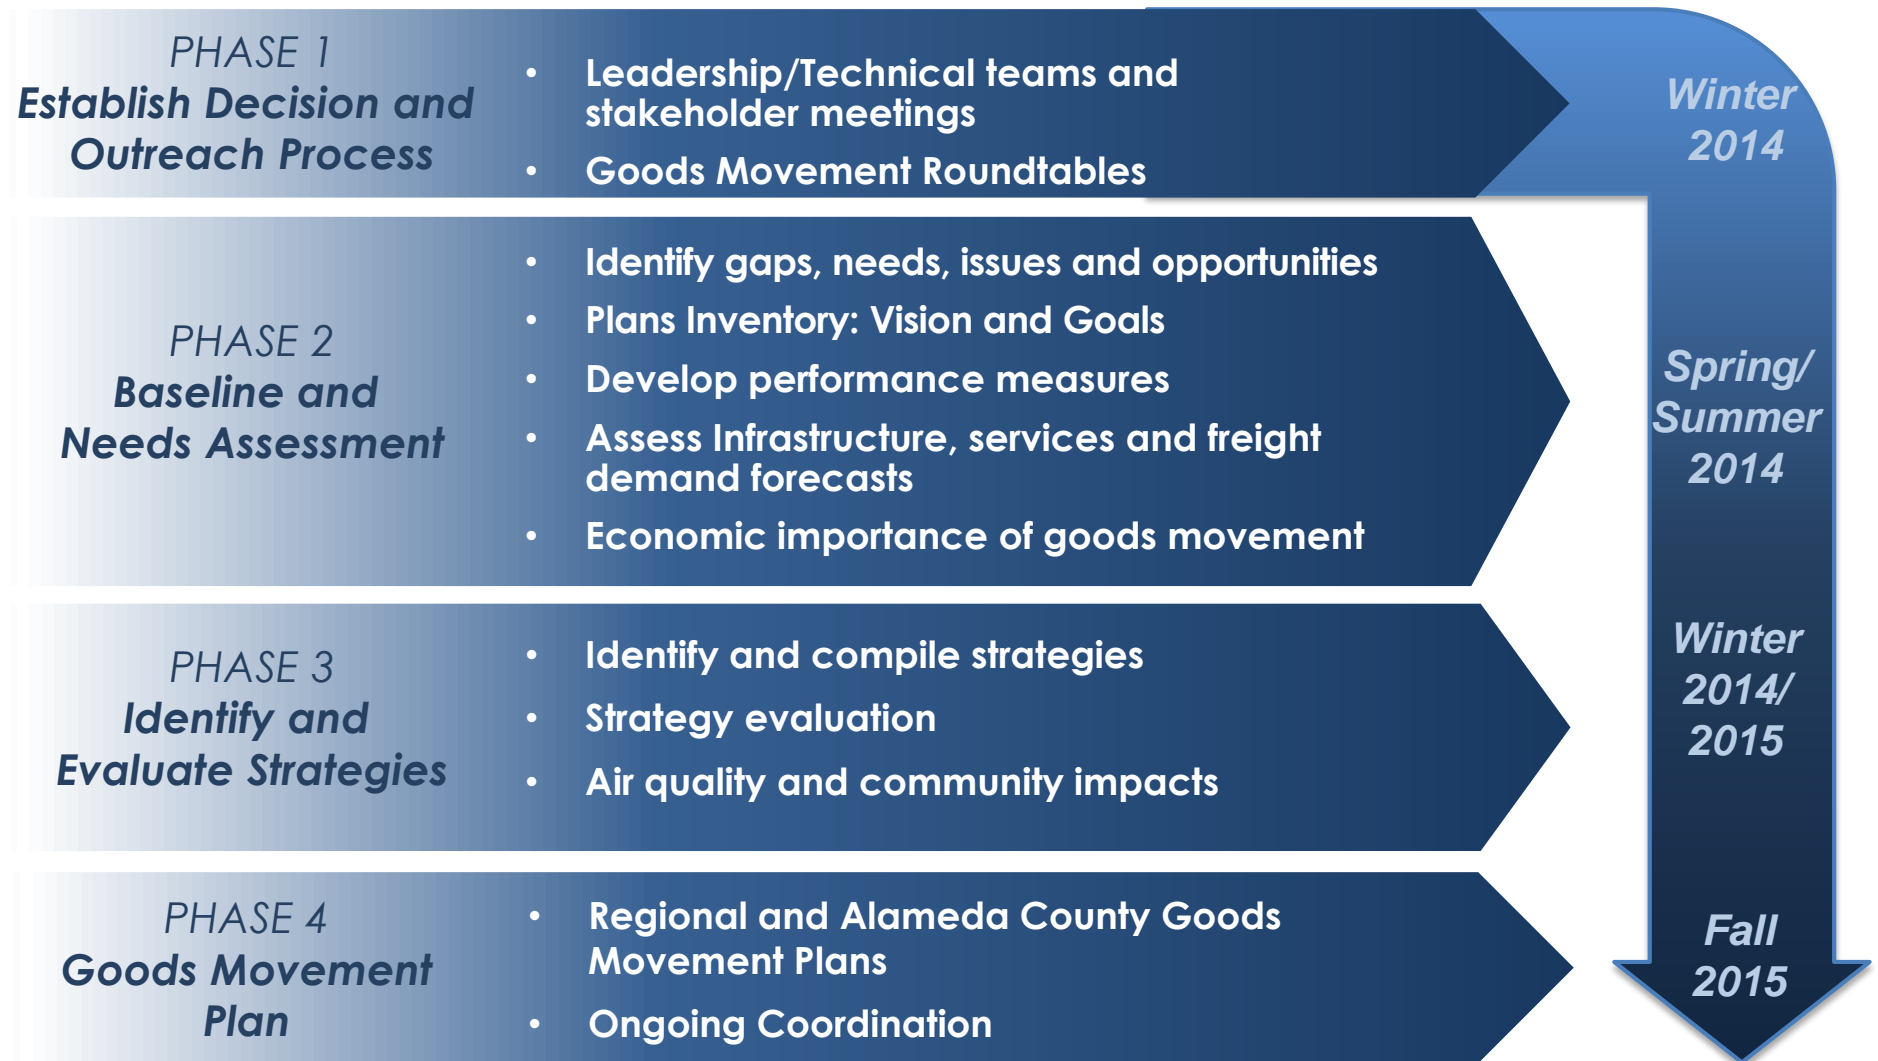 PHASE 1
Establish Decision and
Outreach Process
• Leadership/Technical teams and
stakeholder meetings
• Goods Movement Roundtables
Winter
2014
PHASE 2
Baseline and
Needs Assessment
• Identify gaps, needs, issues and opportunities
• Plans Inventory: Vision and Goals
• Develop performance measures
• Assess Infrastructure, services and freight
demand forecasts
• Economic importance of goods movement
Spring/
Summer
2014
PHASE 3
Identify and
Evaluate Strategies
• Identify and compile strategies
• Strategy evaluation
• Air quality and community impacts
Winter
2014/
2015
PHASE 4
Goods Movement
Plan
• Regional and Alameda County Goods
Movement Plans
• Ongoing Coordination
Fall
2015